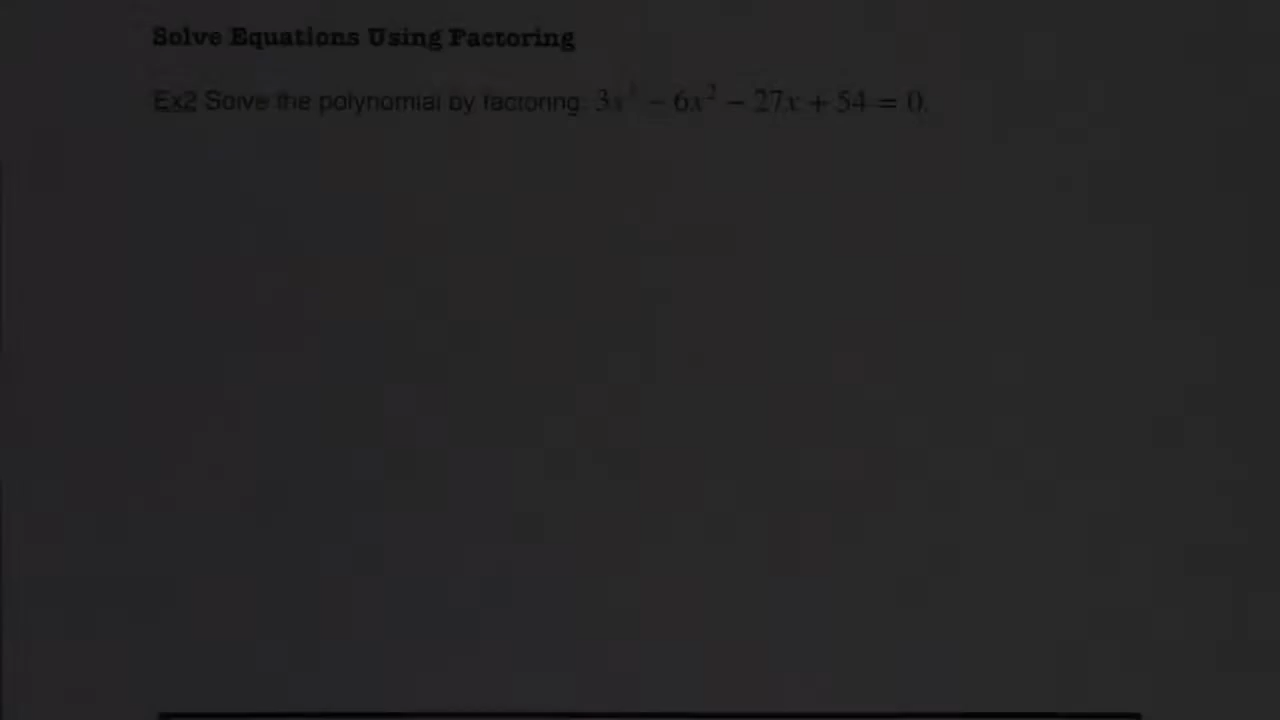 Solve Equations Using Factoring
Ex2 Solve the polynomial by factoring: 3x³ − 6x² − 27x + 54 = 0.